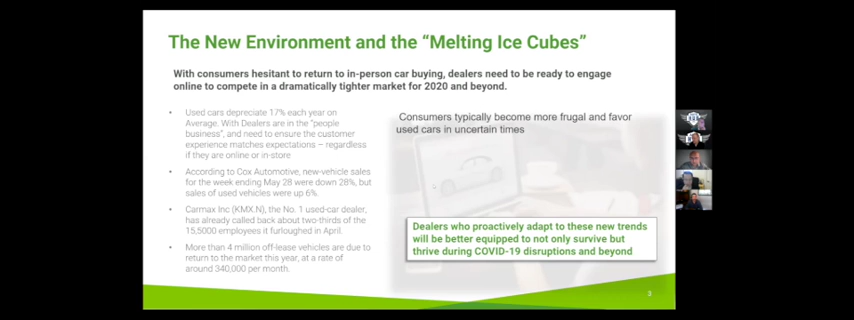 The New Environment and the “Melting Ice Cubes”
With consumers hesitant to return to in-person car buying, dealers need to be ready to engage
online to compete in a dramatically tighter market for 2020 and beyond.
• Used cars depreciate 17% each year on
Average. With Dealers are in the “people
business”, and need to ensure the customer
experience matches expectations – regardless
if they are online or in-store
• According to Cox Automotive, new-vehicle sales
for the week ending May 28 were down 28%, but
sales of used vehicles were up 6%.
• Carmax Inc (KMX.N), the No. 1 used-car dealer,
has already called back about two-thirds of the
15,5000 employees it furloughed in April.
• More than 4 million off-lease vehicles are due to
return to the market this year, at a rate of
around 340,000 per month.
Consumers typically become more frugal and favor
used cars in uncertain times
Dealers who proactively adapt to these new trends
will be better equipped to not only survive but
thrive during COVID-19 disruptions and beyond
3